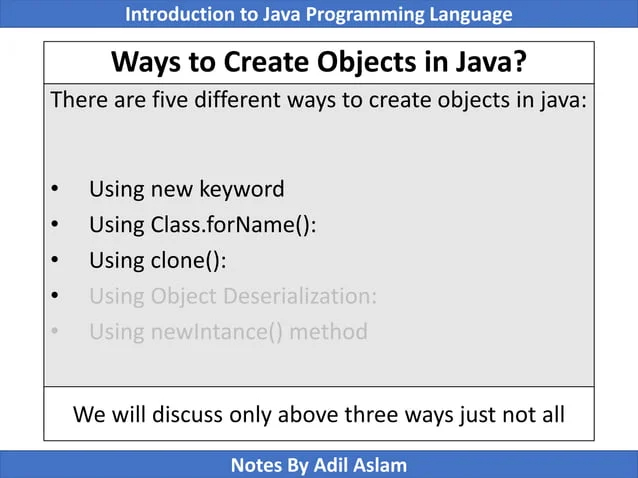 Introduction to Java Programming Language
Ways to Create Objects in Java?
There are five different ways to create objects in java:
• Using new keyword
• Using Class.forName():
• Using clone():
• Using Object Deserialization:
• Using newIntance() method
We will discuss only above three ways just not all
Notes By Adil Aslam